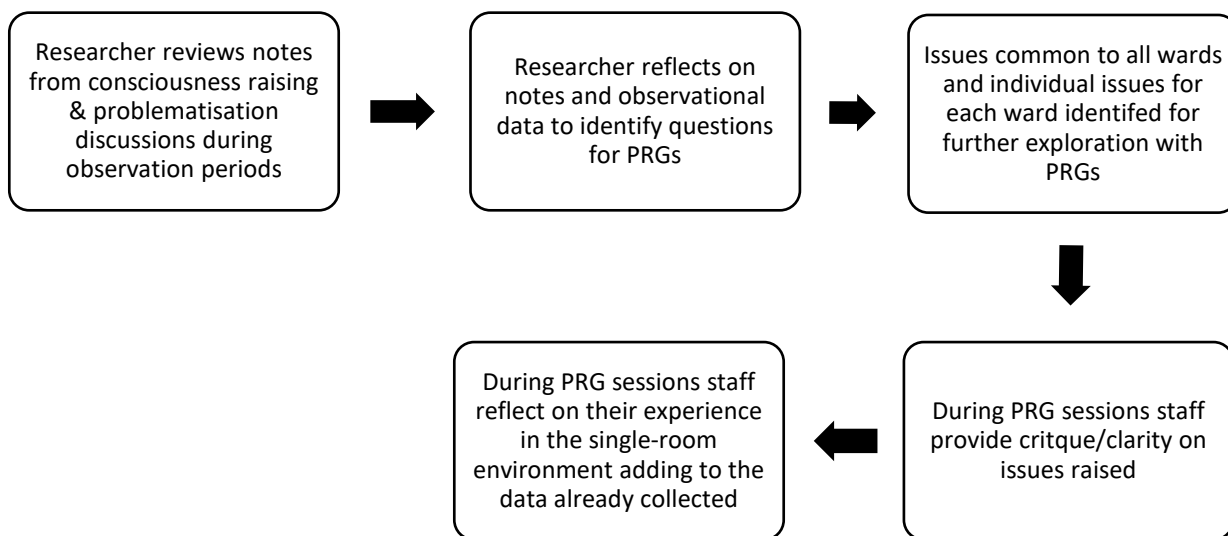 Researcher reviews notes
from consciousness raising
& problematisation
discussions during
observation periods
Researcher reflects on
notes and observational
data to identify questions
for PRGs
Issues common to all wards
and individual issues for
each ward identifed for
further exploration with
PRGs
During PRG sessions staff
provide critque/clarity on
issues raised
During PRG sessions staff
reflect on their experience
in the single-room
environment adding to the
data already collected